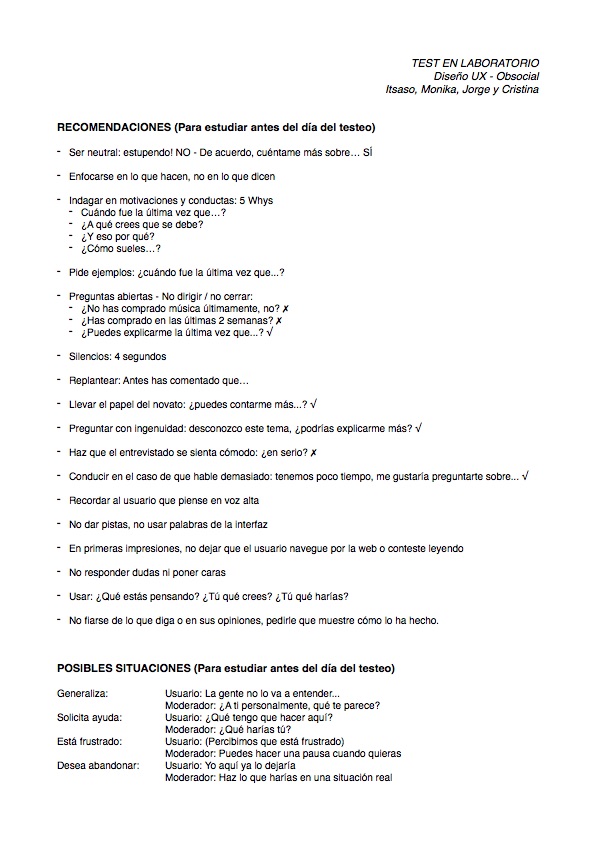 TEST EN LABORATORIO
Diseño UX - Obsocial
Itsaso, Monika, Jorge y Cristina
RECOMENDACIONES (Para estudiar antes del día del testeo)
- Ser neutral: estupendo! NO - De acuerdo, cuéntame más sobre… SÍ
- Enfocarse en lo que hacen, no en lo que dicen
- Indagar en motivaciones y conductas: 5 Whys
- Cuándo fue la última vez que…?
- ¿A qué crees que se debe?
- ¿Y eso por qué?
- ¿Cómo sueles…?
- Pide ejemplos: ¿cuándo fue la última vez que...?
- Preguntas abiertas - No dirigir / no cerrar:
- ¿No has comprado música últimamente, no? ✗
- ¿Has comprado en las últimas 2 semanas? ✗
- ¿Puedes explicarme la última vez que...? √
- Silencios: 4 segundos
- Replantear: Antes has comentado que…
- Llevar el papel del novato: ¿puedes contarme más...? √
- Preguntar con ingenuidad: desconozco este tema, ¿podrías explicarme más? √
- Haz que el entrevistado se sienta cómodo: ¿en serio? ✗
- Conducir en el caso de que hable demasiado: tenemos poco tiempo, me gustaría preguntarte sobre... √
- Recordar al usuario que piense en voz alta
- No dar pistas, no usar palabras de la interfaz
- En primeras impresiones, no dejar que el usuario navegue por la web o conteste leyendo
- No responder dudas ni poner caras
- Usar: ¿Qué estás pensando? ¿Tú qué crees? ¿Tú qué harías?
- No fiarse de lo que diga o en sus opiniones, pedirle que muestre cómo lo ha hecho.
POSIBLES SITUACIONES (Para estudiar antes del día del testeo)
Generaliza: Usuario: La gente no lo va a entender...
Moderador: ¿A ti personalmente, qué te parece?
Solicita ayuda: Usuario: ¿Qué tengo que hacer aquí?
Moderador: ¿Qué harías tú?
Está frustrado: Usuario: (Percibimos que está frustrado)
Moderador: Puedes hacer una pausa cuando quieras
Desea abandonar: Usuario: Yo aquí ya lo dejaría
Moderador: Haz lo que harías en una situación real